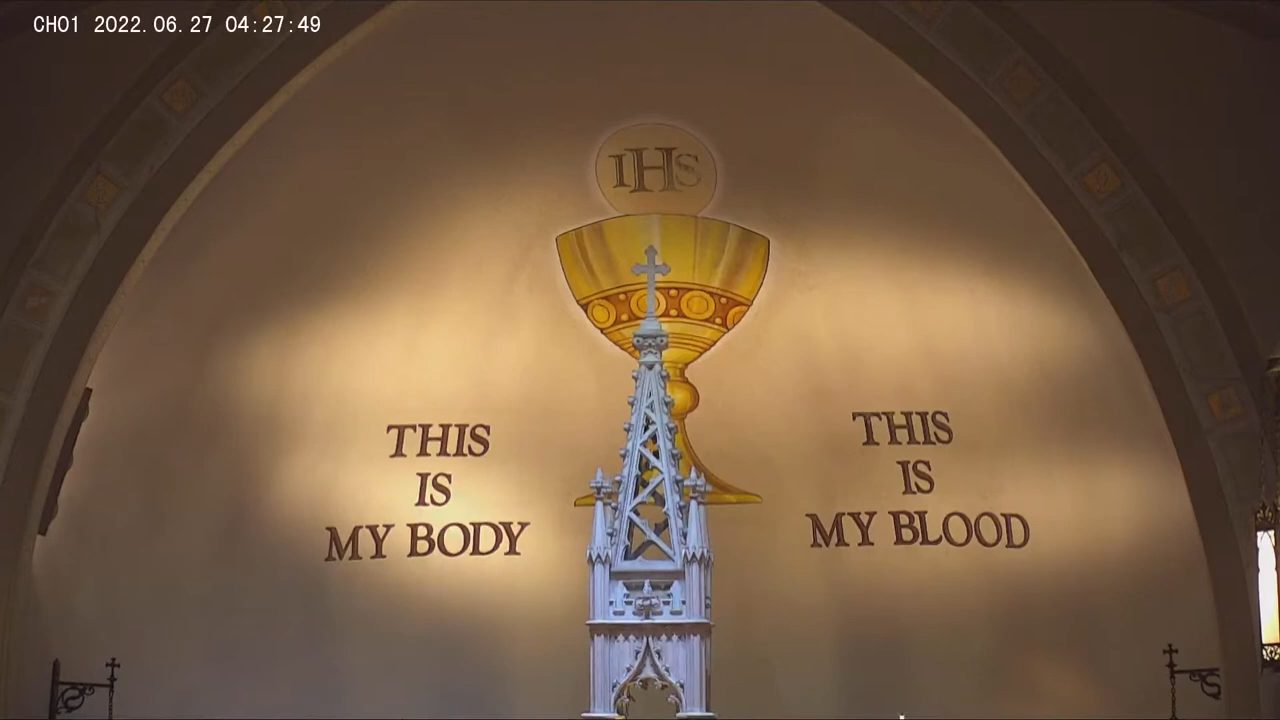 CH01 2022.06.27 04:27:49
IHS
THIS
IS
MY BODY
THIS
IS
MY BLOOD